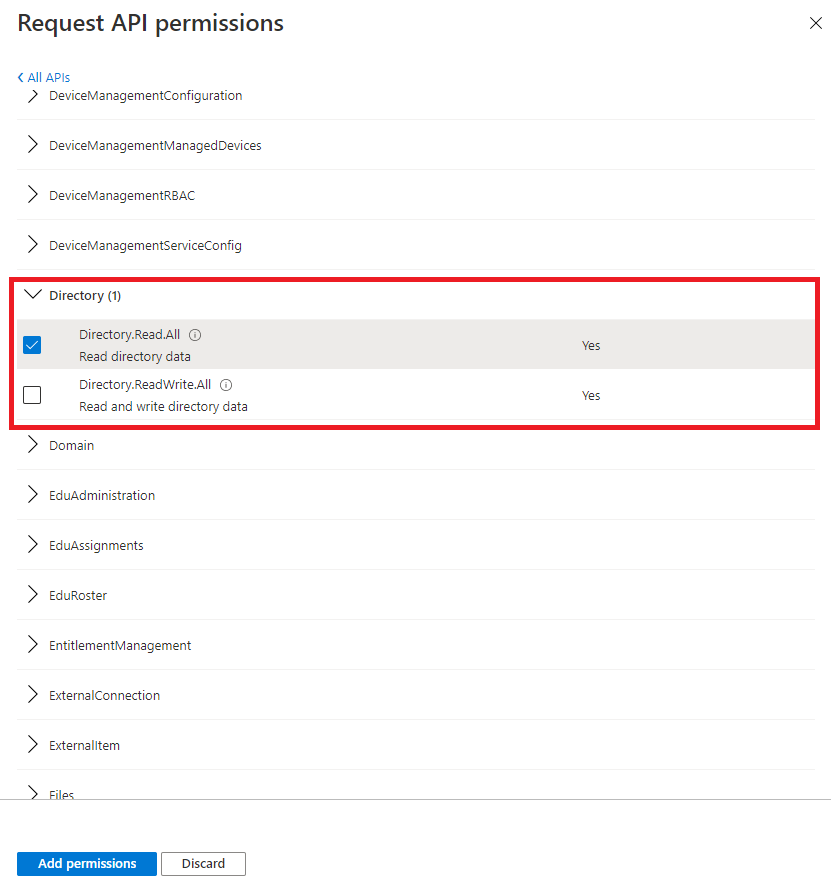 Request API permissions
All APIs
DeviceManagementConfiguration
DeviceManagementManagedDevices
DeviceManagementRBAC
DeviceManagementServiceConfig
Directory (1)
Directory.Read.All
Read directory data
Yes
Directory.ReadWrite.All
Read and write directory data
Yes
Domain
EduAdministration
EduAssignments
EduRoster
EntitlementManagement
ExternalConnection
ExternalItem
Files
Add permissions
Discard